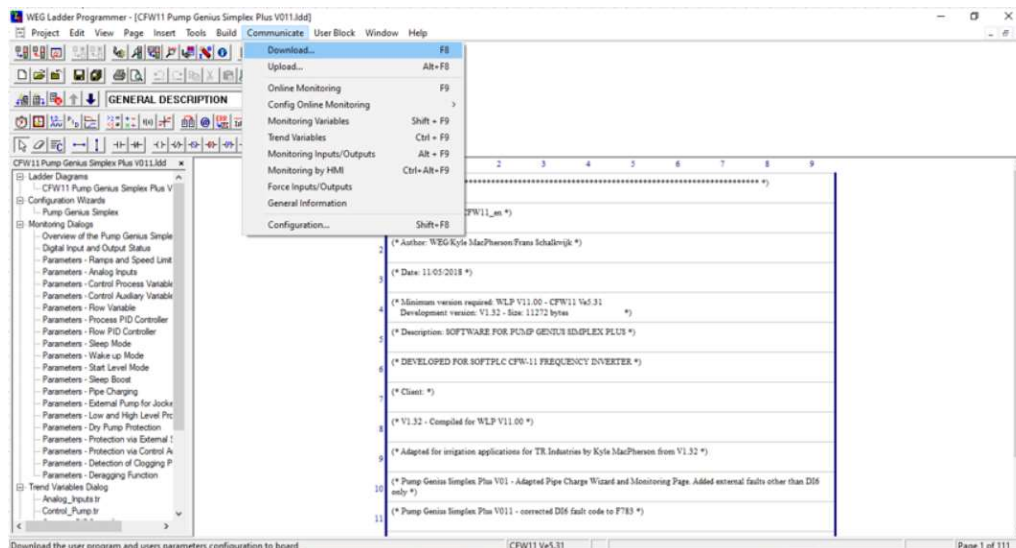 WEG Ladder Programmer - [CFW11 Pump Genius Simplex Plus V011.ldd]
Project Edit View Page Insert Tools Build Communicate User Block Window Help
Download... F8
Upload... Alt+F8
Online Monitoring F9
Config Online Monitoring
Monitoring Variables Shift + F9
Trend Variables Ctrl + F9
Monitoring Inputs/Outputs Alt + F9
Monitoring by HMI Ctrl+Alt+F9
Force Inputs/Outputs
General Information
Configuration... Shift+F8
GENERAL DESCRIPTION
CFW11 Pump Genius Simplex Plus V011.ldd
Ladder Diagrams
CFW11 Pump Genius Simplex Plus V
Configuration Wizards
Pump Genius Simplex
Monitoring Dialogs
Overview of the Pump Genius Simple
Digital Input and Output Status
Parameters - Ramps and Speed Limit
Parameters - Analog Inputs
Parameters - Control Process Variable
Parameters - Control Auxiliary Variable
Parameters - Flow Variable
Parameters - Process PID Controller
Parameters - Flow PID Controller
Parameters - Sleep Mode
Parameters - Wake up Mode
Parameters - Start Level Mode
Parameters - Sleep Boost
Parameters - Pipe Charging
Parameters - External Pump for Jocke
Parameters - Low and High Level Pro
Parameters - Dry Pump Protection
Parameters - Protection via External
Parameters - Protection via Control A
Parameters - Detection of Clogging P
Parameters - Deragging Function
Trend Variables Dialog
Analog_Inputs.tr
Control_Pump.tr
2 3 4 5 6 7 8 9
CFW11_en *)
2 (* Author: WEG/Kyle MacPherson/Frans Schalkwijk *)
3 (* Date: 11/05/2018 *)
4 (* Minimum version required: WLP V11.00 - CFW11 Ve5.31
Development version: V1.32 - Size: 11272 bytes *)
5 (* Description: SOFTWARE FOR PUMP GENIUS SIMPLEX PLUS *)
6 (* DEVELOPED FOR SOFTPLC CFW-11 FREQUENCY INVERTER *)
7 (* Client: *)
8 (* V1.32 - Compiled for WLP V11.00 *)
9 (* Adapted for irrigation applications for TR Industries by Kyle MacPherson from V1.32 *)
10 (* Pump Genius Simplex Plus V01 - Adapted Pipe Charge Wizard and Monitoring Page. Added external faults other than DI6
only *)
11 (* Pump Genius Simplex Plus V011 - corrected DI6 fault code to F783 *)
Download the user program and users parameters configuration to board
CFW11 Ve5.31
Page 1 of 111